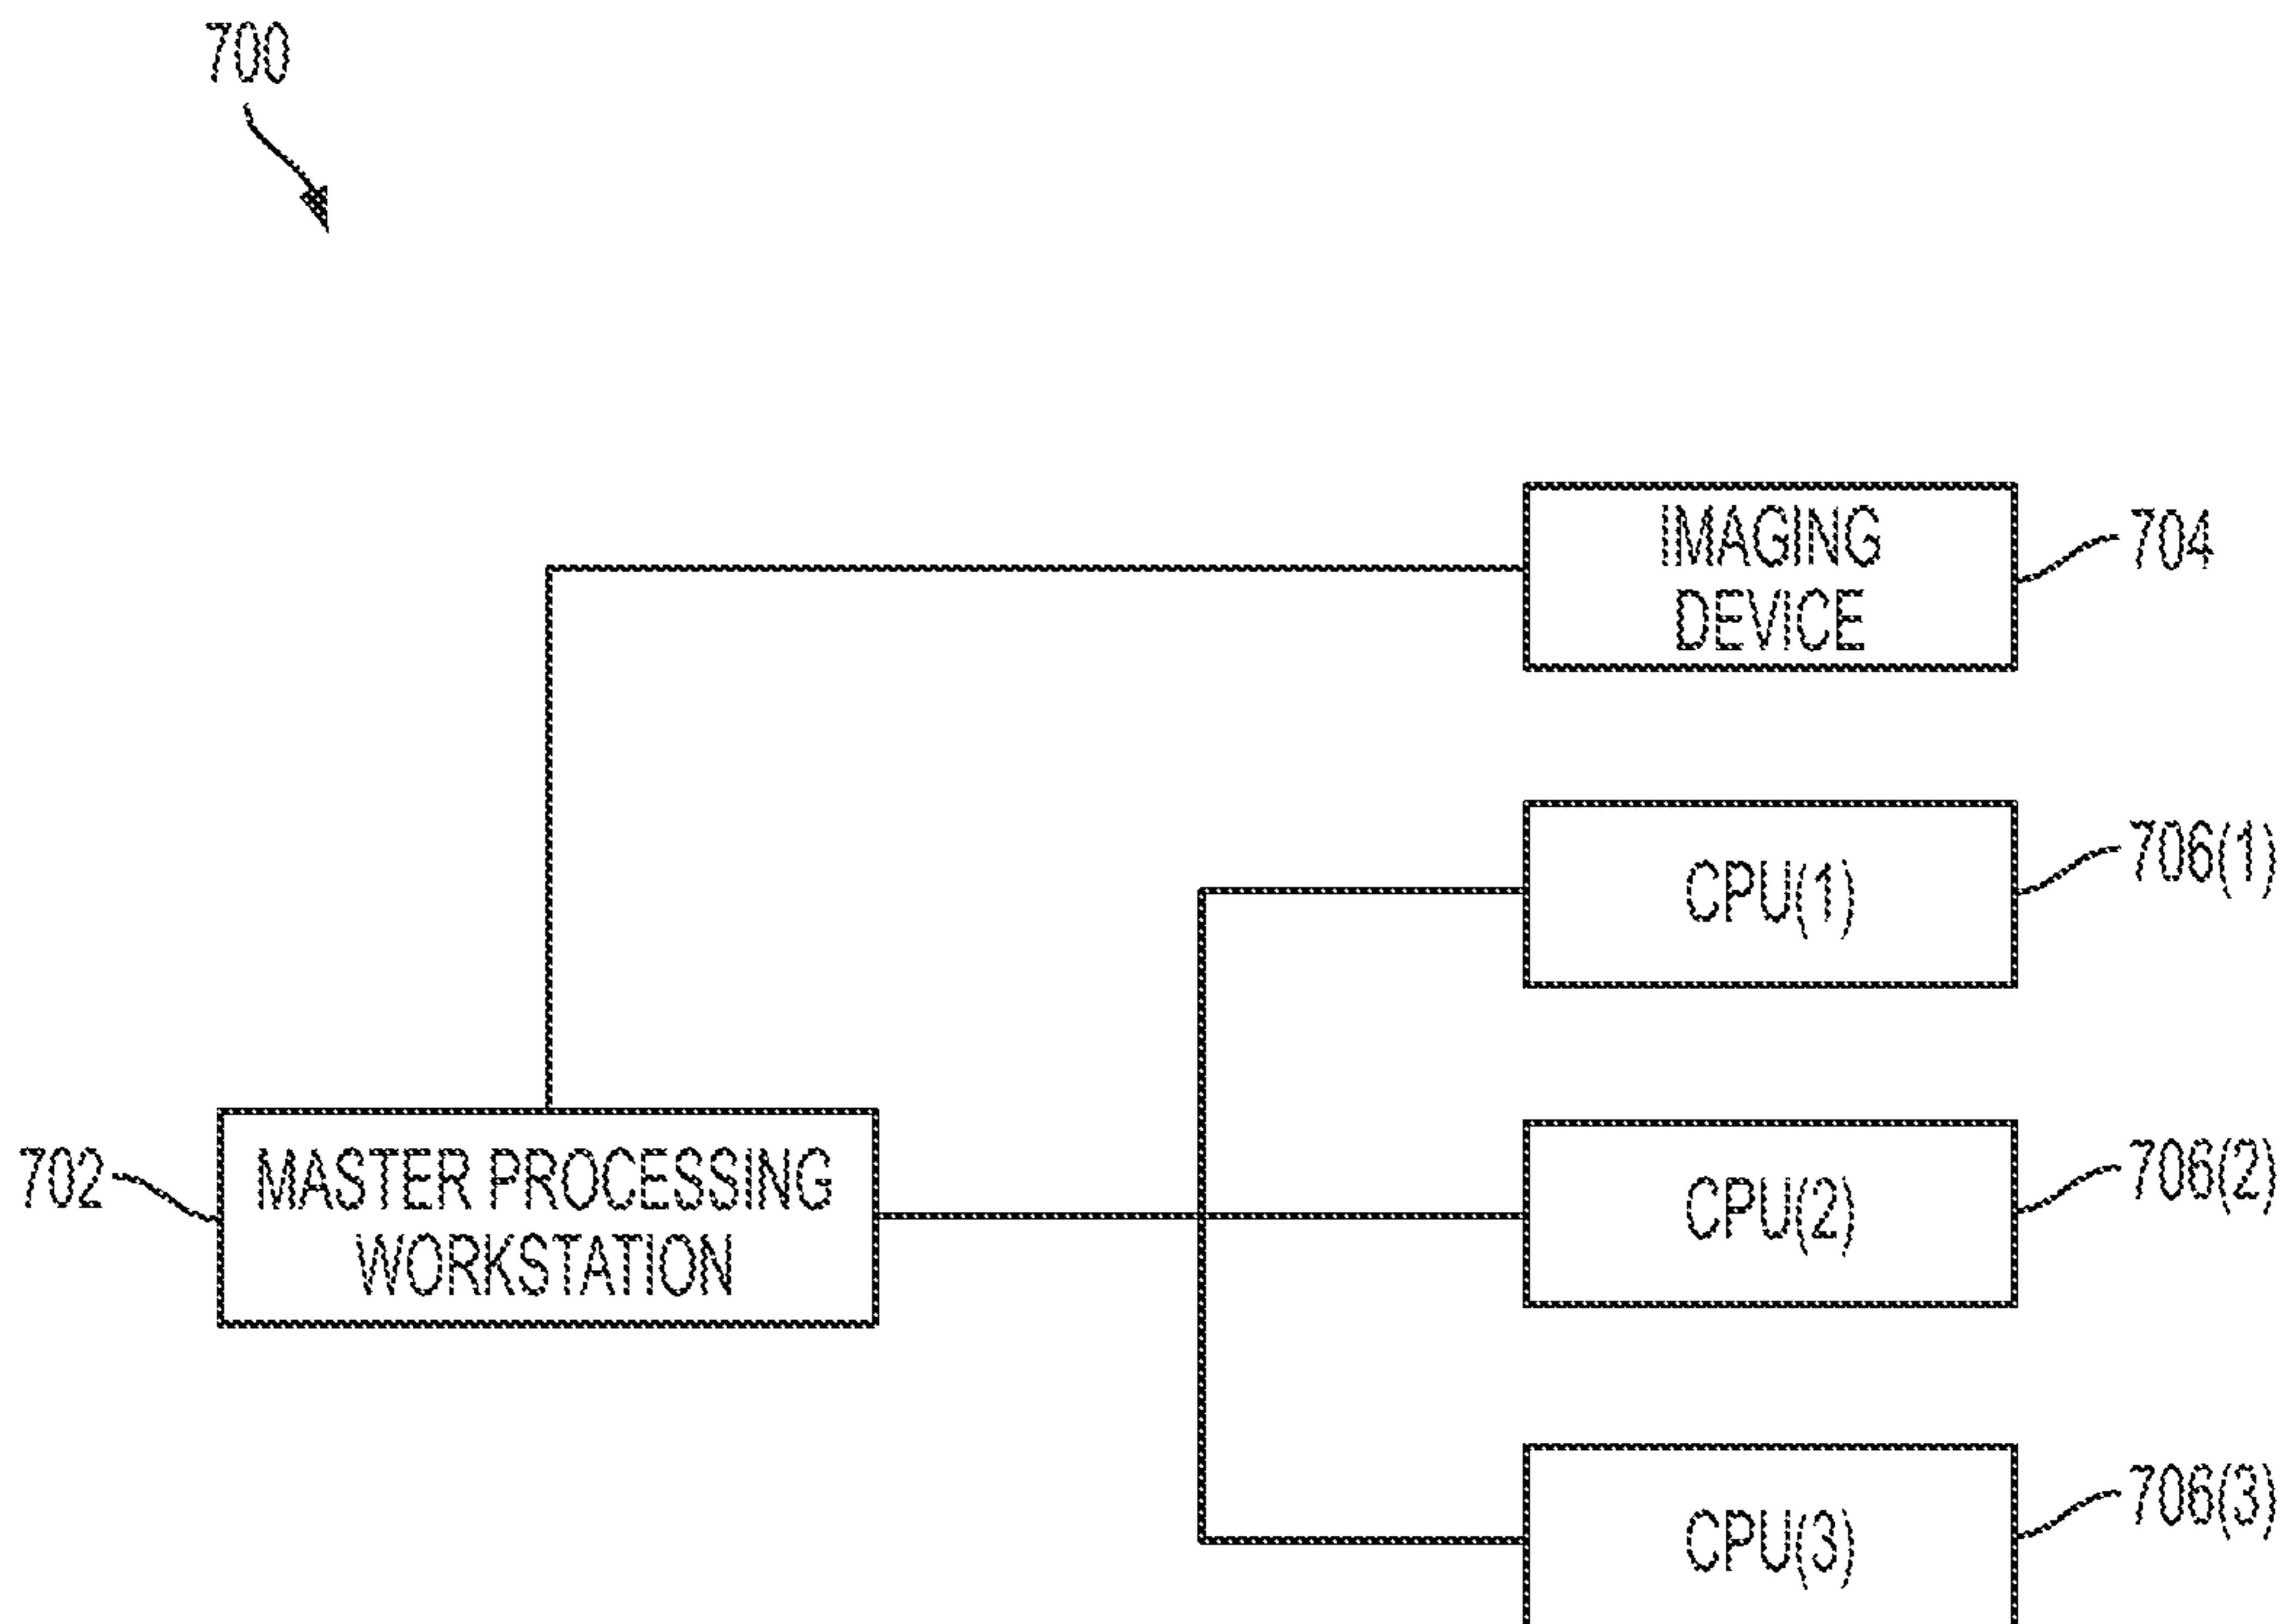 700
IMAGING
DEVICE
704
CPU(1)
706(1)
702
MASTER PROCESSING
WORKSTATION
CPU(2)
706(2)
CPU(3)
706(3)